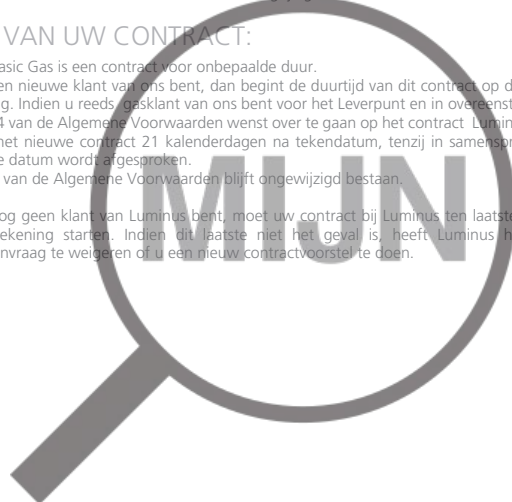 VAN UW CONTRACT:
asic Gas is een contract voor onbepaalde duur.
en nieuwe klant van ons bent, dan begint de duurtijd van dit contract op d
g. Indien u reeds gasklant van ons bent voor het Leverpunt en in overeenst
4 van de Algemene Voorwaarden wenst over te gaan op het contract Lumin
net nieuwe contract 21 kalenderdagen na tekendatum, tenzij in samenspr
e datum wordt afgesproken.
van de Algemene Voorwaarden blijft ongewijzigd bestaan.
og geen klant van Luminus bent, moet uw contract bij Luminus ten laatste
ekening starten. Indien dit laatste niet het geval is, heeft Luminus h
nvraag te weigeren of u een nieuw contractvoorstel te doen.
MIJN